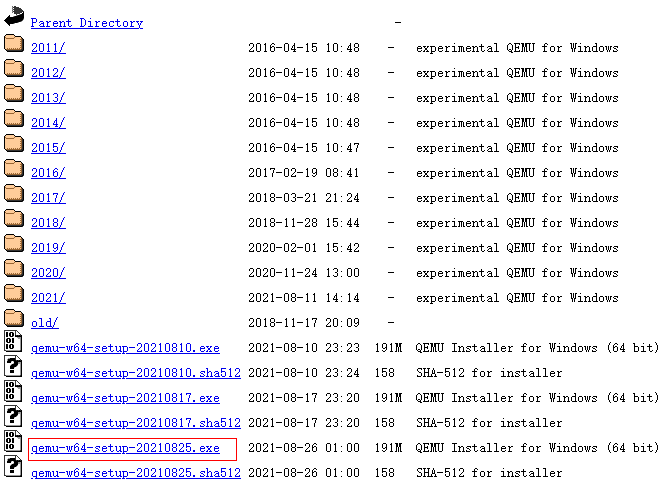 Parent Directory -
2011/ 2016-04-15 10:48 - experimental QEMU for Windows
2012/ 2016-04-15 10:48 - experimental QEMU for Windows
2013/ 2016-04-15 10:48 - experimental QEMU for Windows
2014/ 2016-04-15 10:48 - experimental QEMU for Windows
2015/ 2016-04-15 10:47 - experimental QEMU for Windows
2016/ 2017-02-19 08:41 - experimental QEMU for Windows
2017/ 2018-03-21 21:24 - experimental QEMU for Windows
2018/ 2018-11-28 15:44 - experimental QEMU for Windows
2019/ 2020-02-01 15:42 - experimental QEMU for Windows
2020/ 2020-11-24 13:00 - experimental QEMU for Windows
2021/ 2021-08-11 14:14 - experimental QEMU for Windows
old/ 2018-11-17 20:09 -
qemu-w64-setup-20210810.exe 2021-08-10 23:23 191M QEMU Installer for Windows (64 bit)
qemu-w64-setup-20210810.sha512 2021-08-10 23:24 158 SHA-512 for installer
qemu-w64-setup-20210817.exe 2021-08-17 23:20 191M QEMU Installer for Windows (64 bit)
qemu-w64-setup-20210817.sha512 2021-08-17 23:20 158 SHA-512 for installer
qemu-w64-setup-20210825.exe 2021-08-26 01:00 191M QEMU Installer for Windows (64 bit)
qemu-w64-setup-20210825.sha512 2021-08-26 01:00 158 SHA-512 for installer